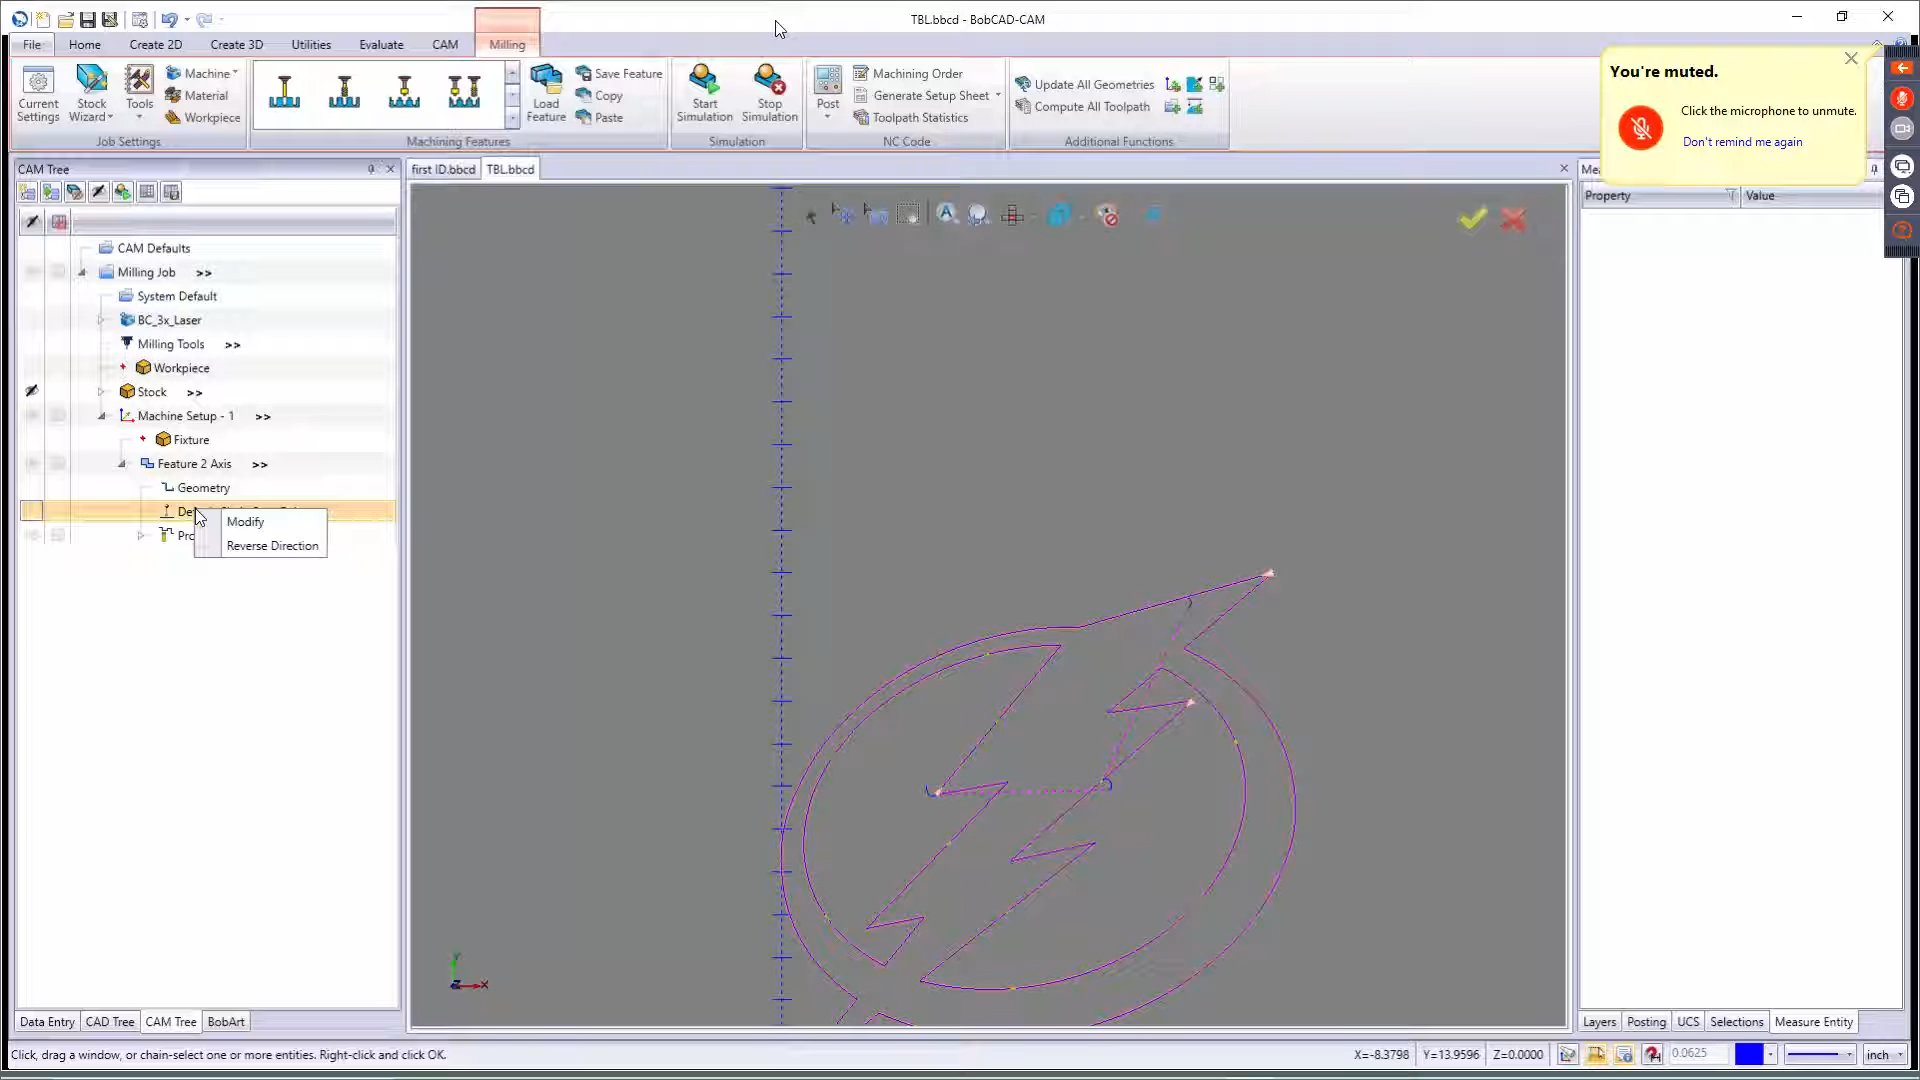 TBL.bbcd - BobCAD-CAM
File Home Create 2D Create 3D Utilities Evaluate CAM Milling
Current Settings
Stock Wizard
Tools
Machine
Material
Workpiece
Job Settings
Machining Features
Load Feature
Save Feature
Copy
Paste
Start Simulation
Stop Simulation
Simulation
Post
Machining Order
Generate Setup Sheet
Toolpath Statistics
NC Code
Update All Geometries
Compute All Toolpath
Additional Functions
You're muted.
Click the microphone to unmute.
Don't remind me again
CAM Tree
first ID.bbcd TBL.bbcd
Property Value
CAM Defaults
Milling Job >>
System Default
BC_3x_Laser
Milling Tools >>
Workpiece
Stock >>
Machine Setup - 1 >>
Fixture
Feature 2 Axis >>
Geometry
Modify
Reverse Direction
Y
X
Data Entry CAD Tree CAM Tree BobArt
Layers Posting UCS Selections Measure Entity
Click, drag a window, or chain-select one or more entities. Right-click and click OK.
X=-8.3798 Y=13.9596 Z=0.0000 0.0625 inch